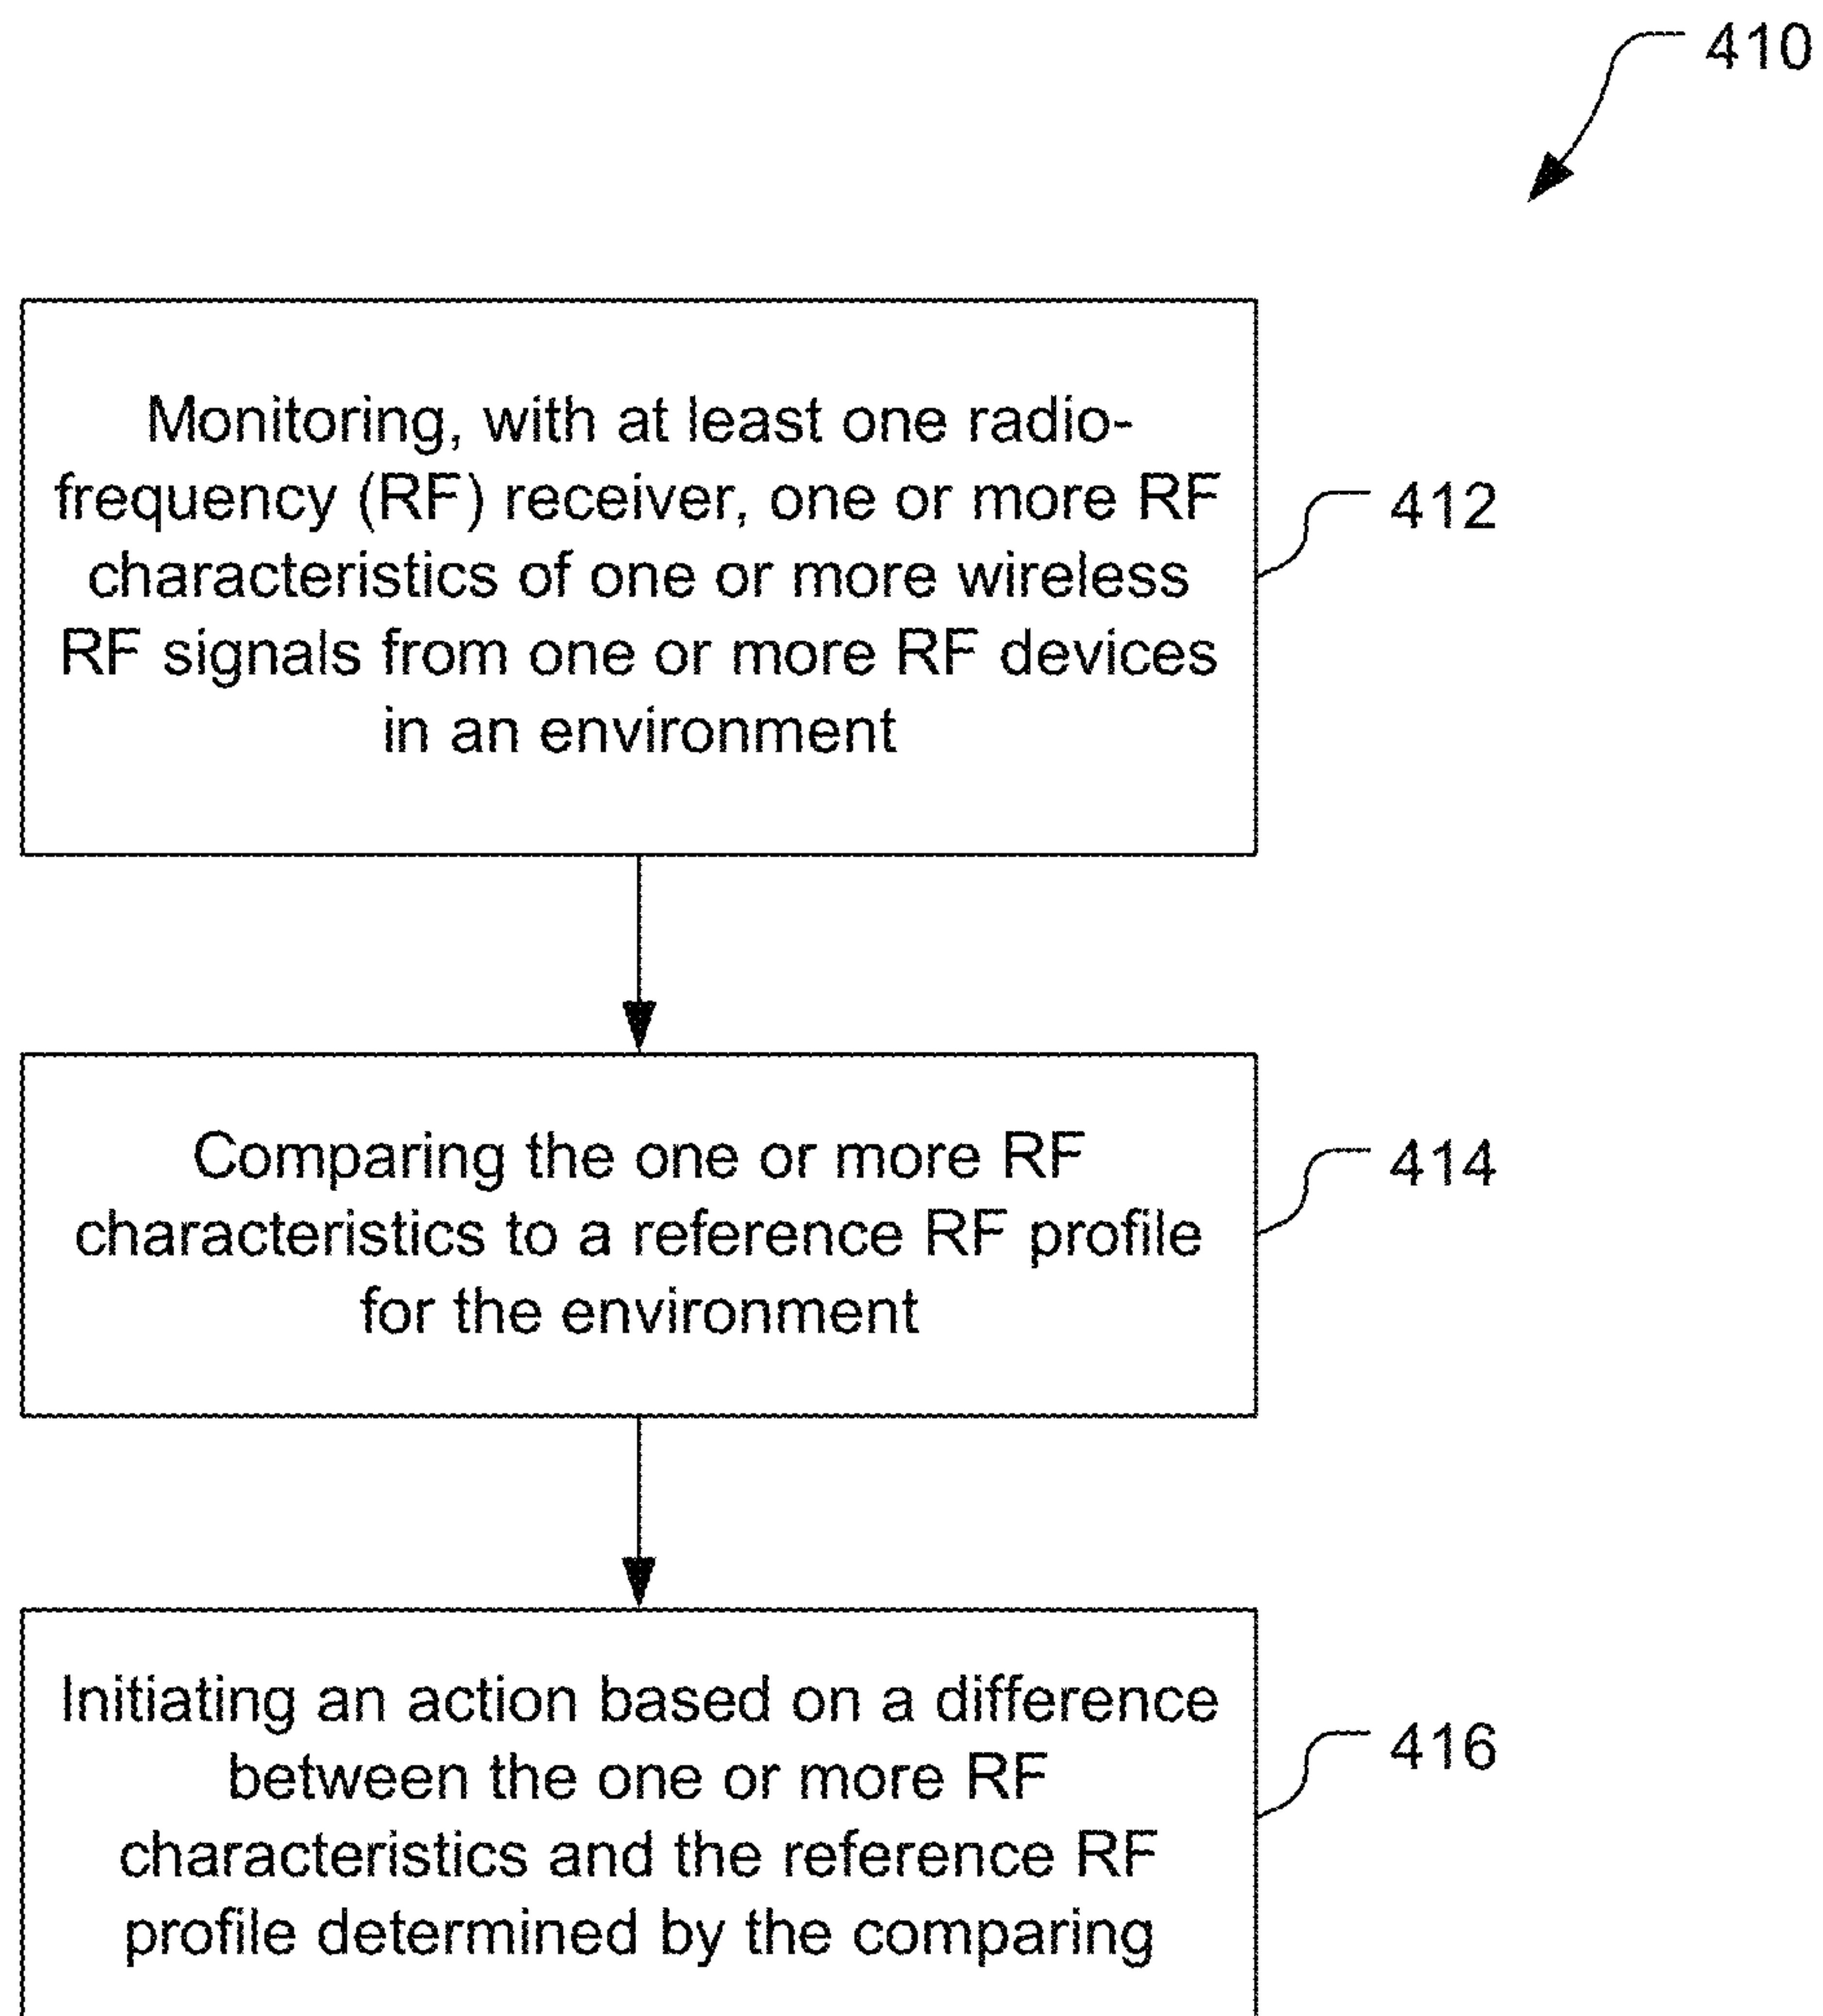 410
Monitoring, with at least one radio-
frequency (RF) receiver, one or more RF
characteristics of one or more wireless
RF signals from one or more RF devices
in an environment
412
Comparing the one or more RF
characteristics to a reference RF profile
for the environment
414
Initiating an action based on a difference
between the one or more RF
characteristics and the reference RF
profile determined by the comparing
416